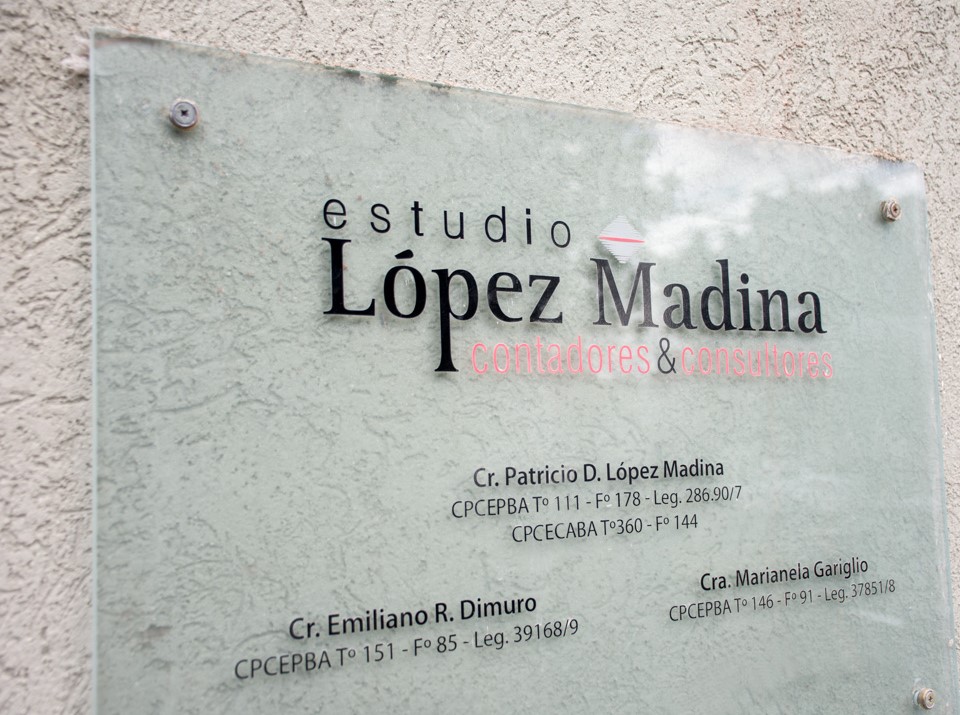 estudio
López Madina
contadores & consultores
Cr. Patricio D. López Madina
CPCEPBA Tº 111 - Fº 178 - Leg. 286.90/7
CPCECABA Tº360 - Fº 144
Cra. Marianela Gariglio
CPCEPBA Tº 146 - Fº 91 - Leg. 37851/8
Cr. Emiliano R. Dimuro
CPCEPBA Tº 151 - Fº 85 - Leg. 39168/9